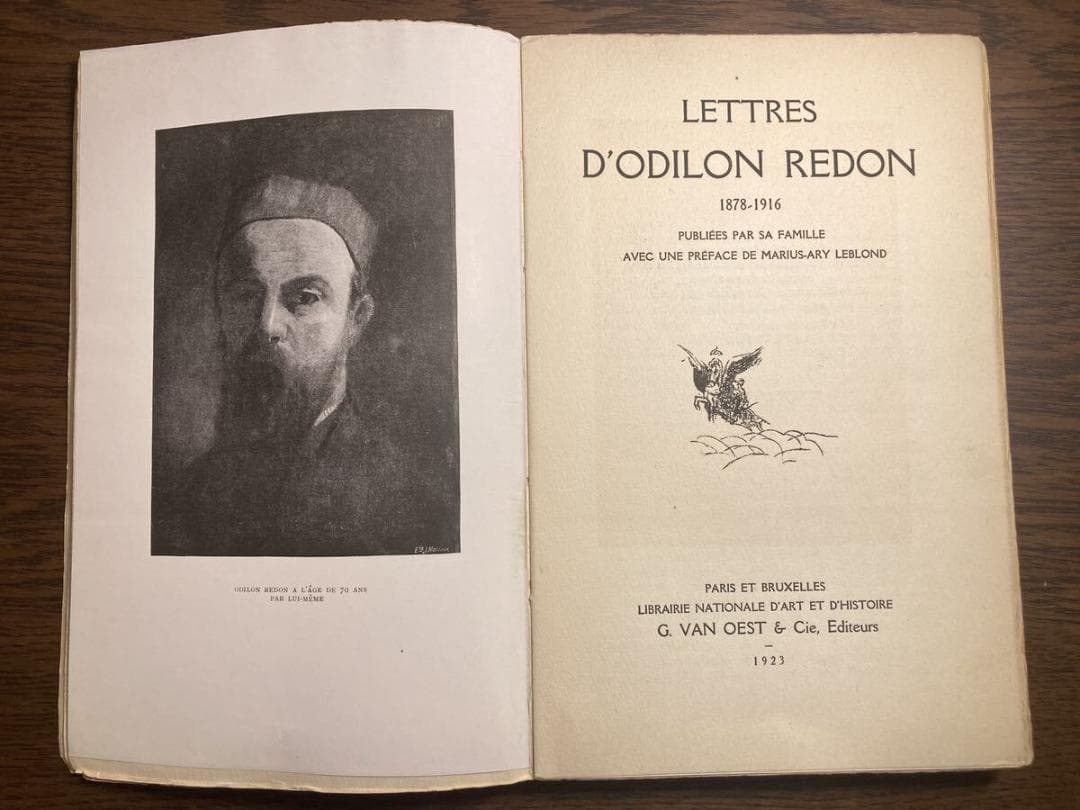 ODILON REDON A L'ÂGE DE 70 ANS
PAR LUI-MÊME
LETTRES
D'ODILON REDON
1878-1916
PUBLIÉES PAR SA FAMILLE
AVEC UNE PRÉFACE DE MARIUS-ARY LEBLOND
PARIS ET BRUXELLES
LIBRAIRIE NATIONALE D'ART ET D'HISTOIRE
G. VAN OEST & Cie, Editeurs
1923